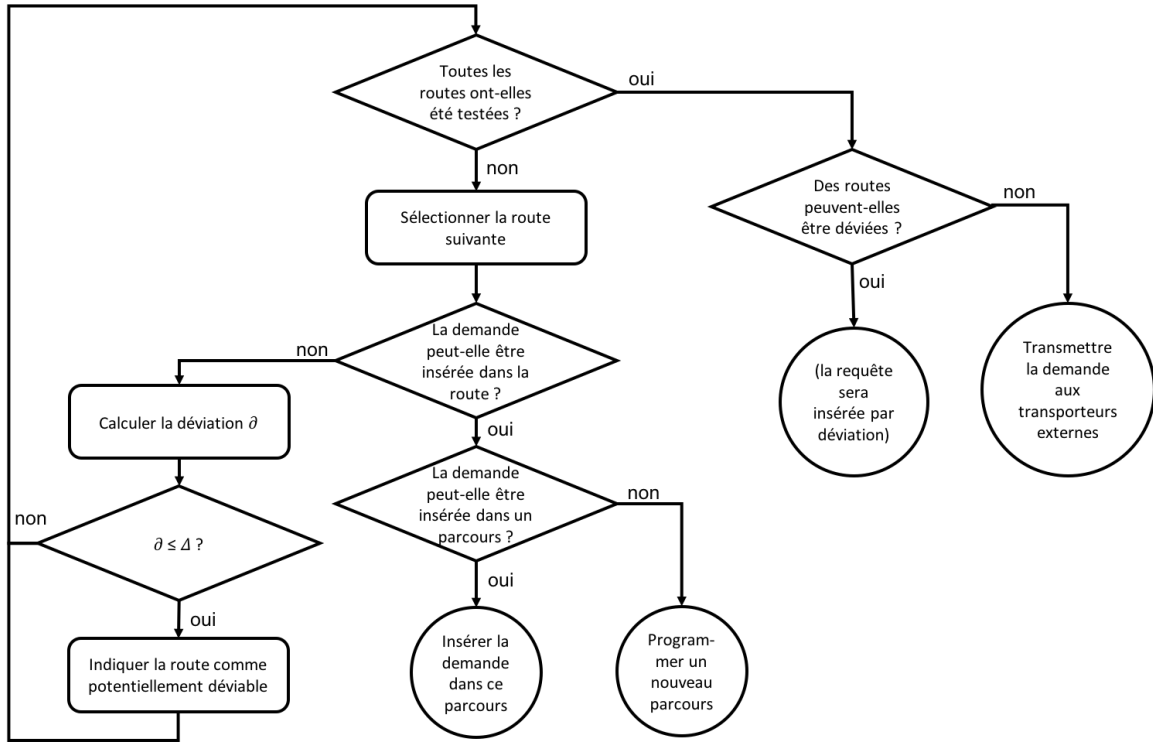 Toutes les
routes ont-elles
été testées ?
oui
non
Sélectionner la route
suivante
Des routes
peuvent-elles
être déviées ?
non
oui
(la requête
sera
insérée par
déviation)
Transmettre
la demande
aux
transporteurs
externes
La demande
peut-elle être
insérée dans la
route ?
non
oui
Calculer la déviation ∂
∂ ≤ Δ ?
non
oui
Indiquer la route comme
potentiellement déviable
La demande
peut-elle être
insérée dans un
parcours ?
non
oui
Insérer la
demande
dans ce
parcours
Program-
mer un
nouveau
parcours